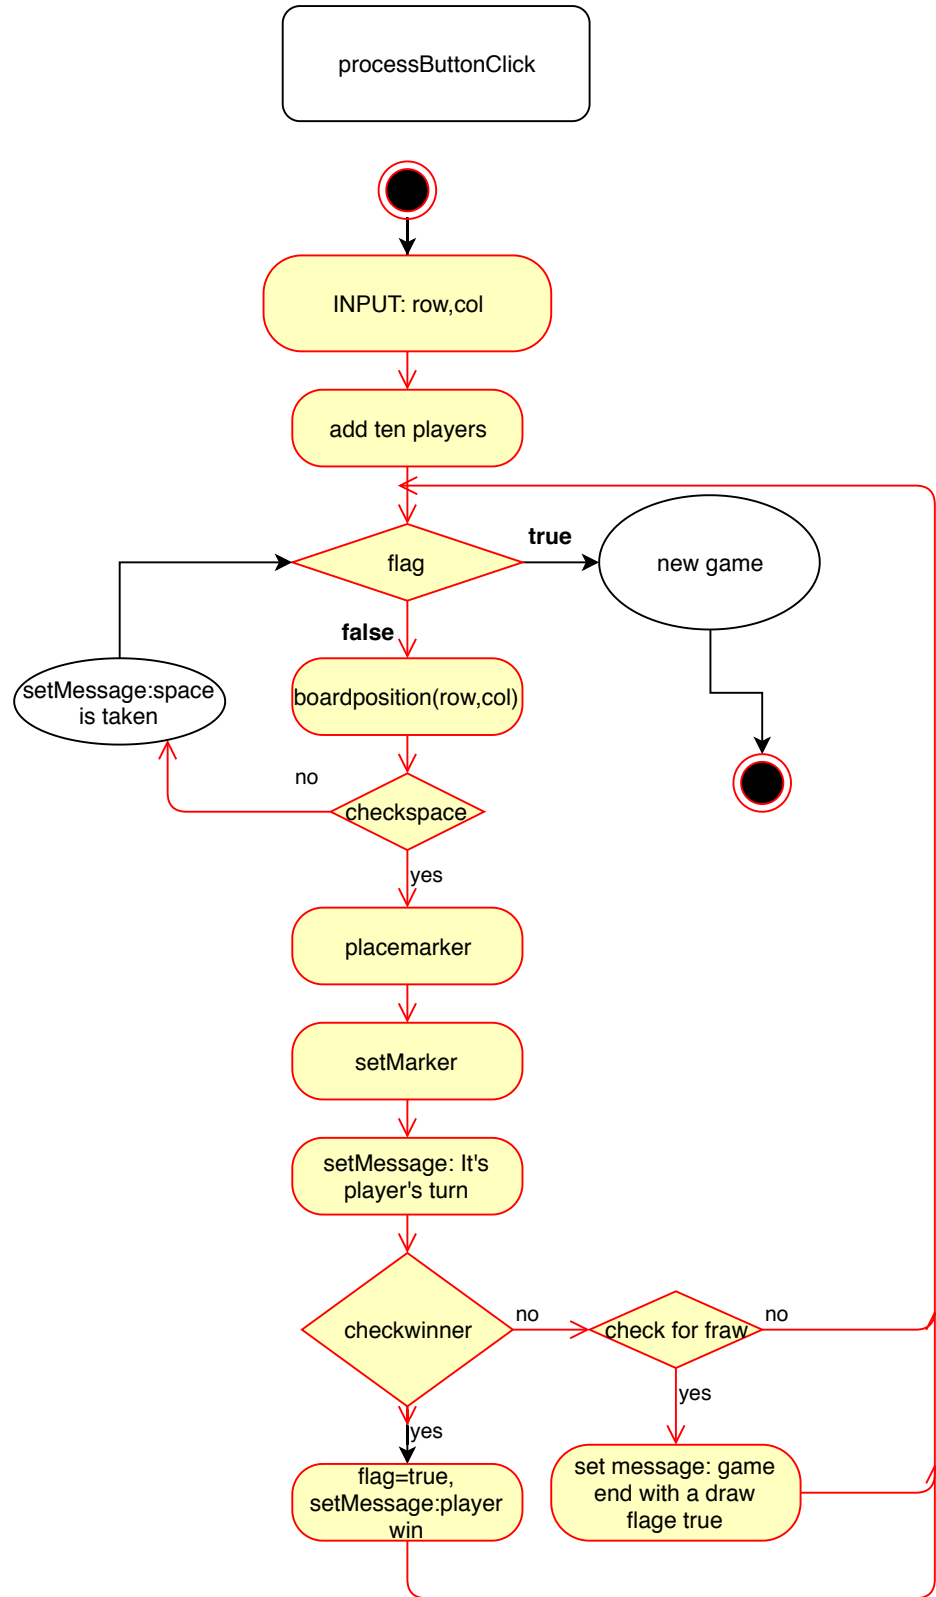 processButtonClick
INPUT: row,col
add ten players
flag
true
new game
false
boardposition(row,col)
setMessage:space
is taken
no
checkspace
yes
placemarker
setMarker
setMessage: It's
player's turn
checkwinner
no
check for fraw
no
yes
yes
flag=true,
setMessage:player
win
set message: game
end with a draw
flage true